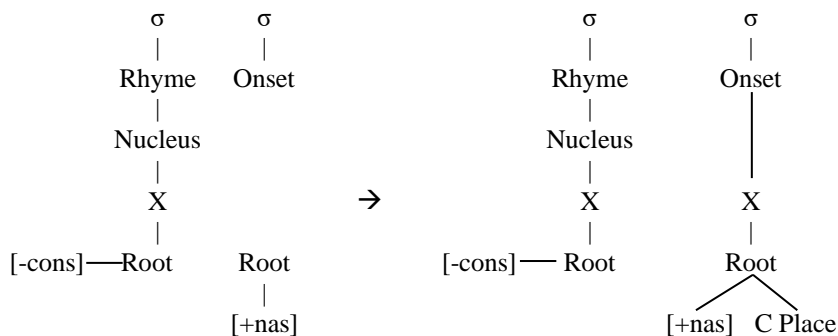 σ σ σ σ
Rhyme Onset Rhyme Onset
Nucleus Nucleus
X → X X
[-cons] Root Root [-cons] Root Root
[+nas] [+nas] C Place